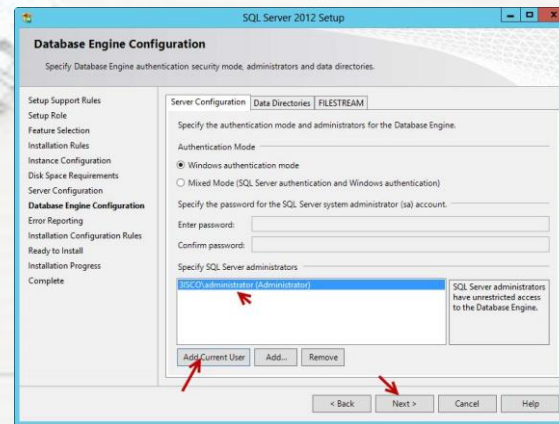 SQL Server 2012 Setup
Database Engine Configuration
Specify Database Engine authentication security mode, administrators and data directories.
Setup Support Rules
Setup Role
Feature Selection
Installation Rules
Instance Configuration
Disk Space Requirements
Server Configuration
Database Engine Configuration
Error Reporting
Installation Configuration Rules
Ready to Install
Installation Progress
Complete
Server Configuration
Data Directories
FILESTREAM
Specify the authentication mode and administrators for the Database Engine.
Authentication Mode
Windows authentication mode
Mixed Mode (SQL Server authentication and Windows authentication)
Specify the password for the SQL Server system administrator (sa) account.
Enter password:
Confirm password:
Specify SQL Server administrators
JISCO\administrator (Administrator)
SQL Server administrators
have unrestricted access
to the Database Engine.
Add Current User
Add...
Remove
< Back
Next >
Cancel
Help